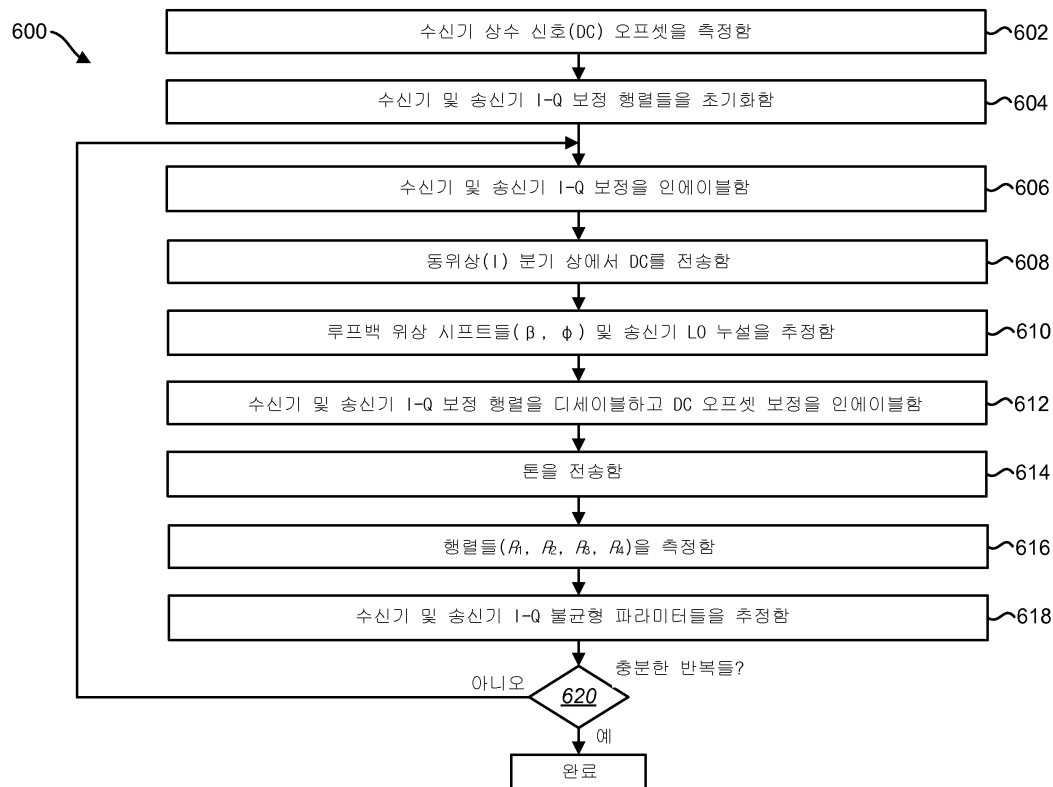 600
수신기 상수 신호(DC) 오프셋을 측정함
602
수신기 및 송신기 I-Q 보정 행렬들을 초기화함
604
수신기 및 송신기 I-Q 보정을 인에이블함
606
동위상(I) 분기 상에서 DC를 전송함
608
루프백 위상 시프트들(β, φ) 및 송신기 LO 누설을 추정함
610
수신기 및 송신기 I-Q 보정 행렬을 디세이블하고 DC 오프셋 보정을 인에이블함
612
톤을 전송함
614
행렬들(R1, R2, R3, R4)을 측정함
616
수신기 및 송신기 I-Q 불균형 파라미터들을 추정함
618
충분한 반복들?
아니오
620
예
완료